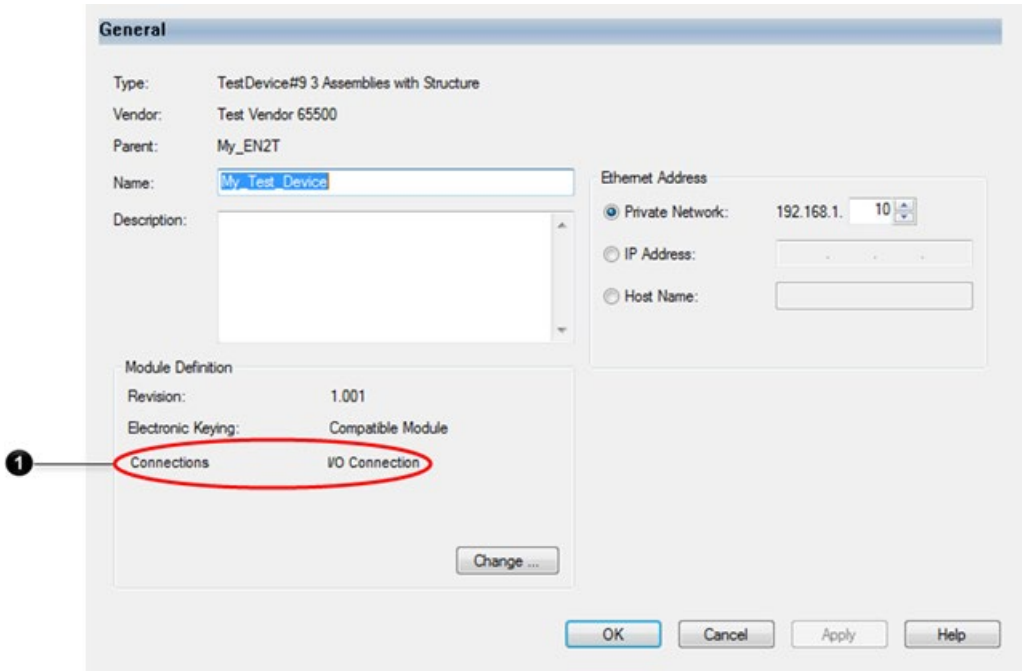 General
Type: TestDevice#9 3 Assemblies with Structure
Vendor: Test Vendor 65500
Parent: My_EN2T
Name: My_Test_Device
Description:
Ethernet Address
Private Network: 192.168.1. 10
IP Address: . . .
Host Name:
Module Definition
Revision: 1.001
Electronic Keying: Compatible Module
1 Connections I/O Connection
Change ...
OK Cancel Apply Help